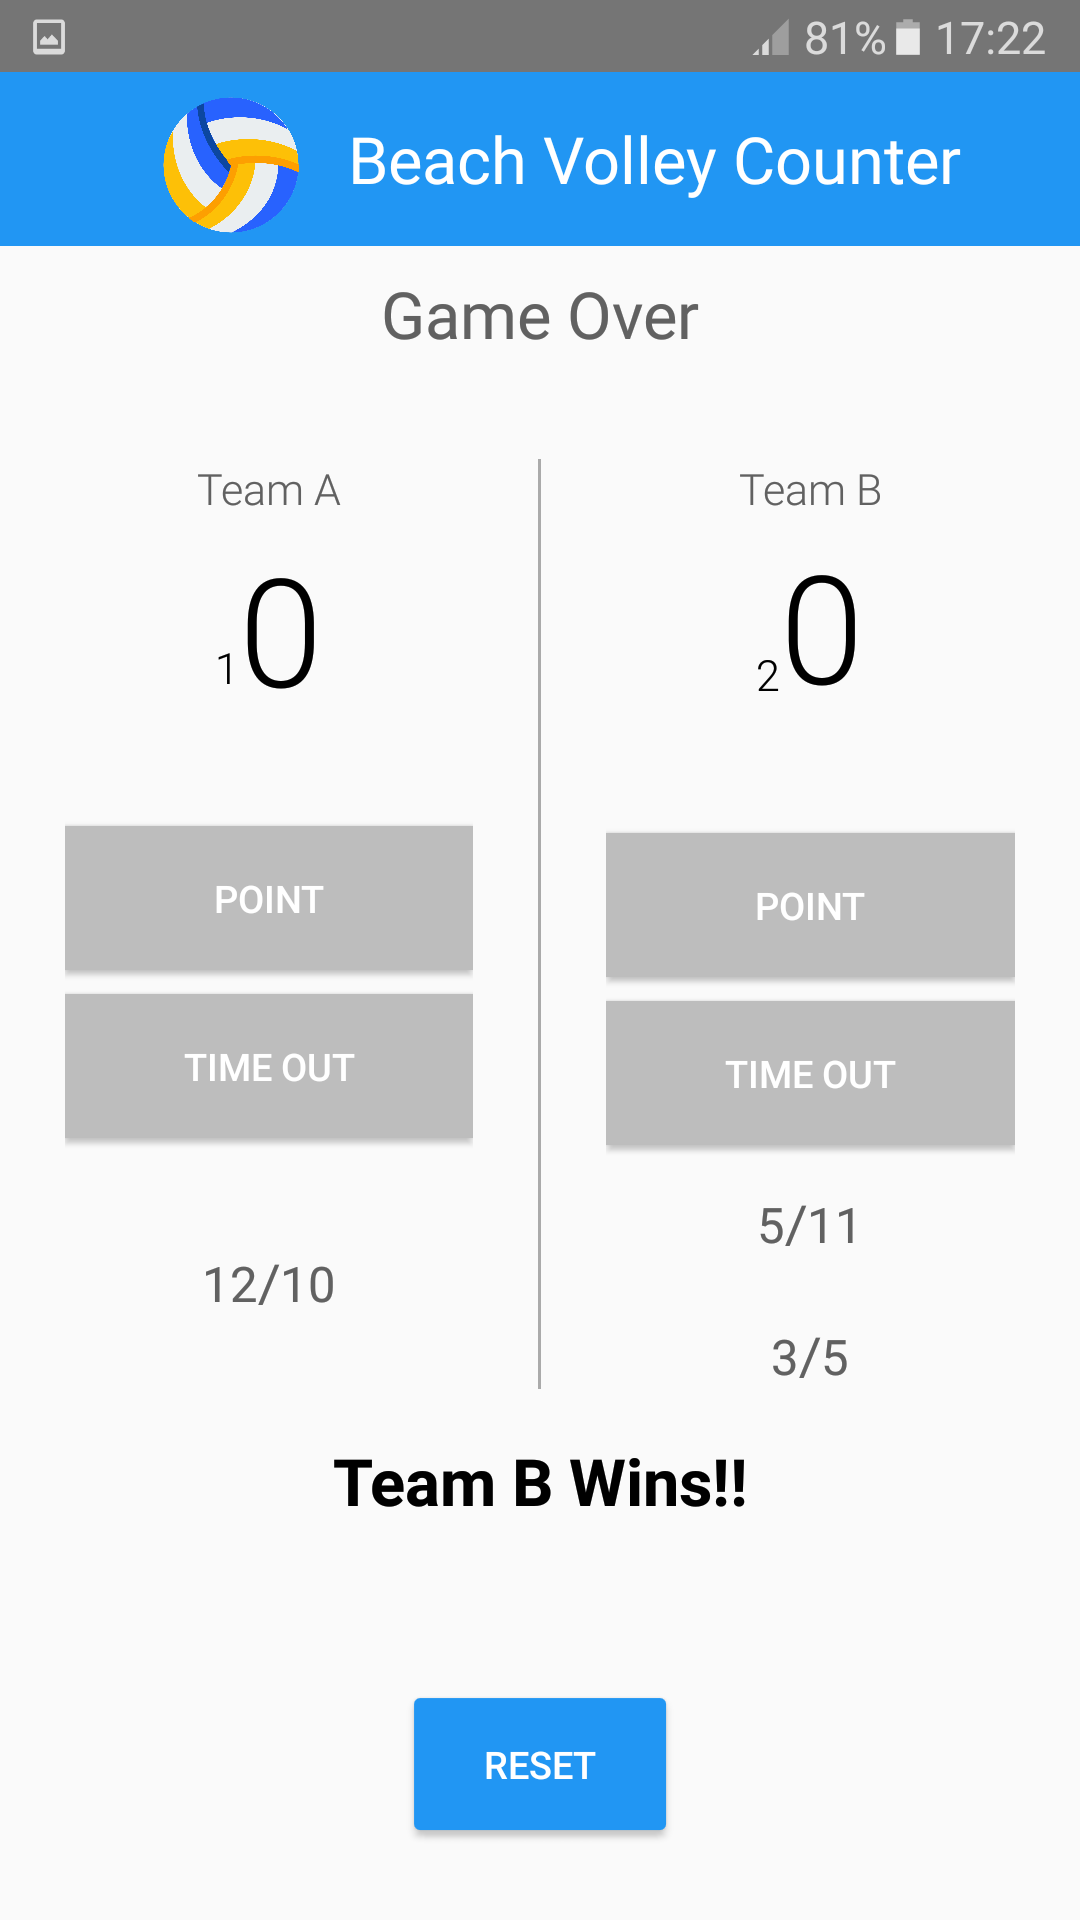 81% 17:22
Beach Volley Counter
Game Over
Team A
1 0
POINT
TIME OUT
12/10
Team B
2 0
POINT
TIME OUT
5/11
3/5
Team B Wins!!
RESET